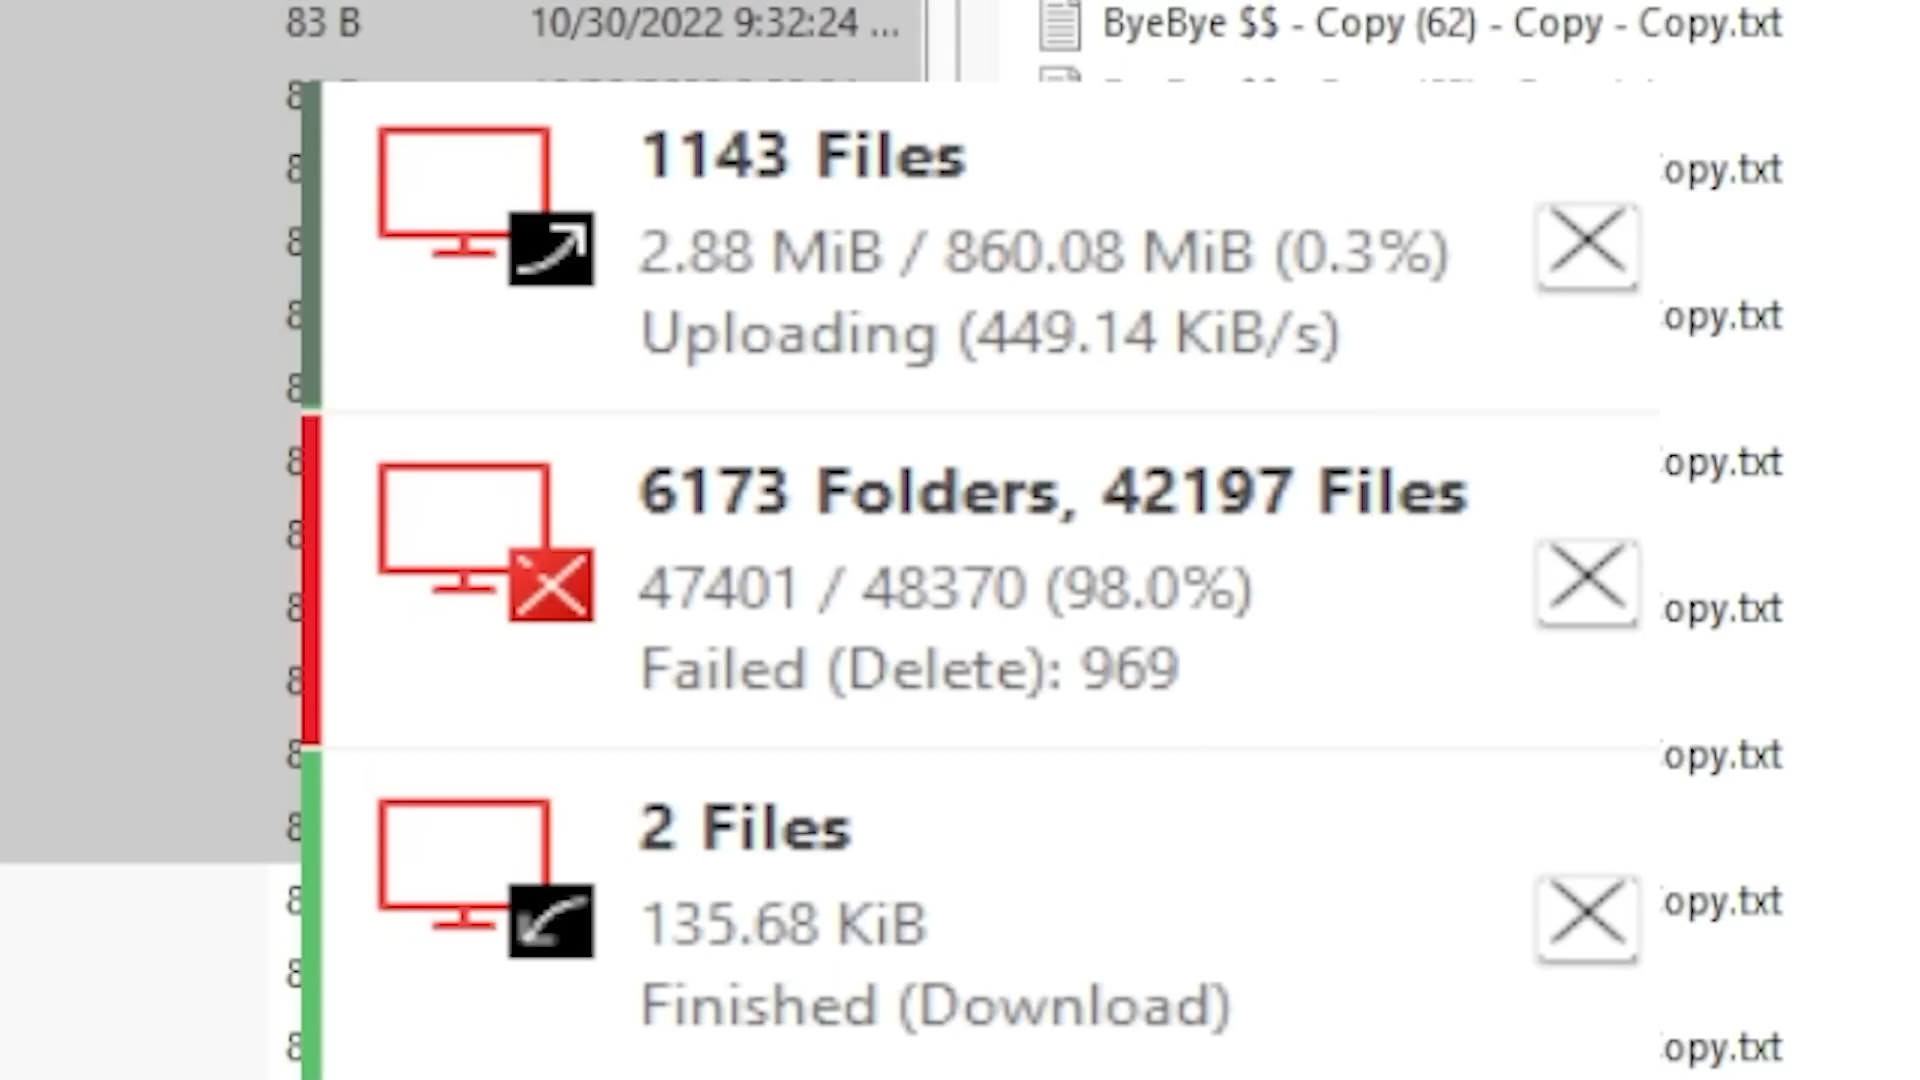 83 B 10/30/2022 9:32:24 ... ByeBye $$ - Copy (62) - Copy - Copy.txt
1143 Files
opy.txt
2.88 MiB / 860.08 MiB (0.3%)
Uploading (449.14 KiB/s)
opy.txt
6173 Folders, 42197 Files
opy.txt
47401 / 48370 (98.0%)
opy.txt
Failed (Delete): 969
opy.txt
2 Files
135.68 KiB
opy.txt
Finished (Download)
opy.txt